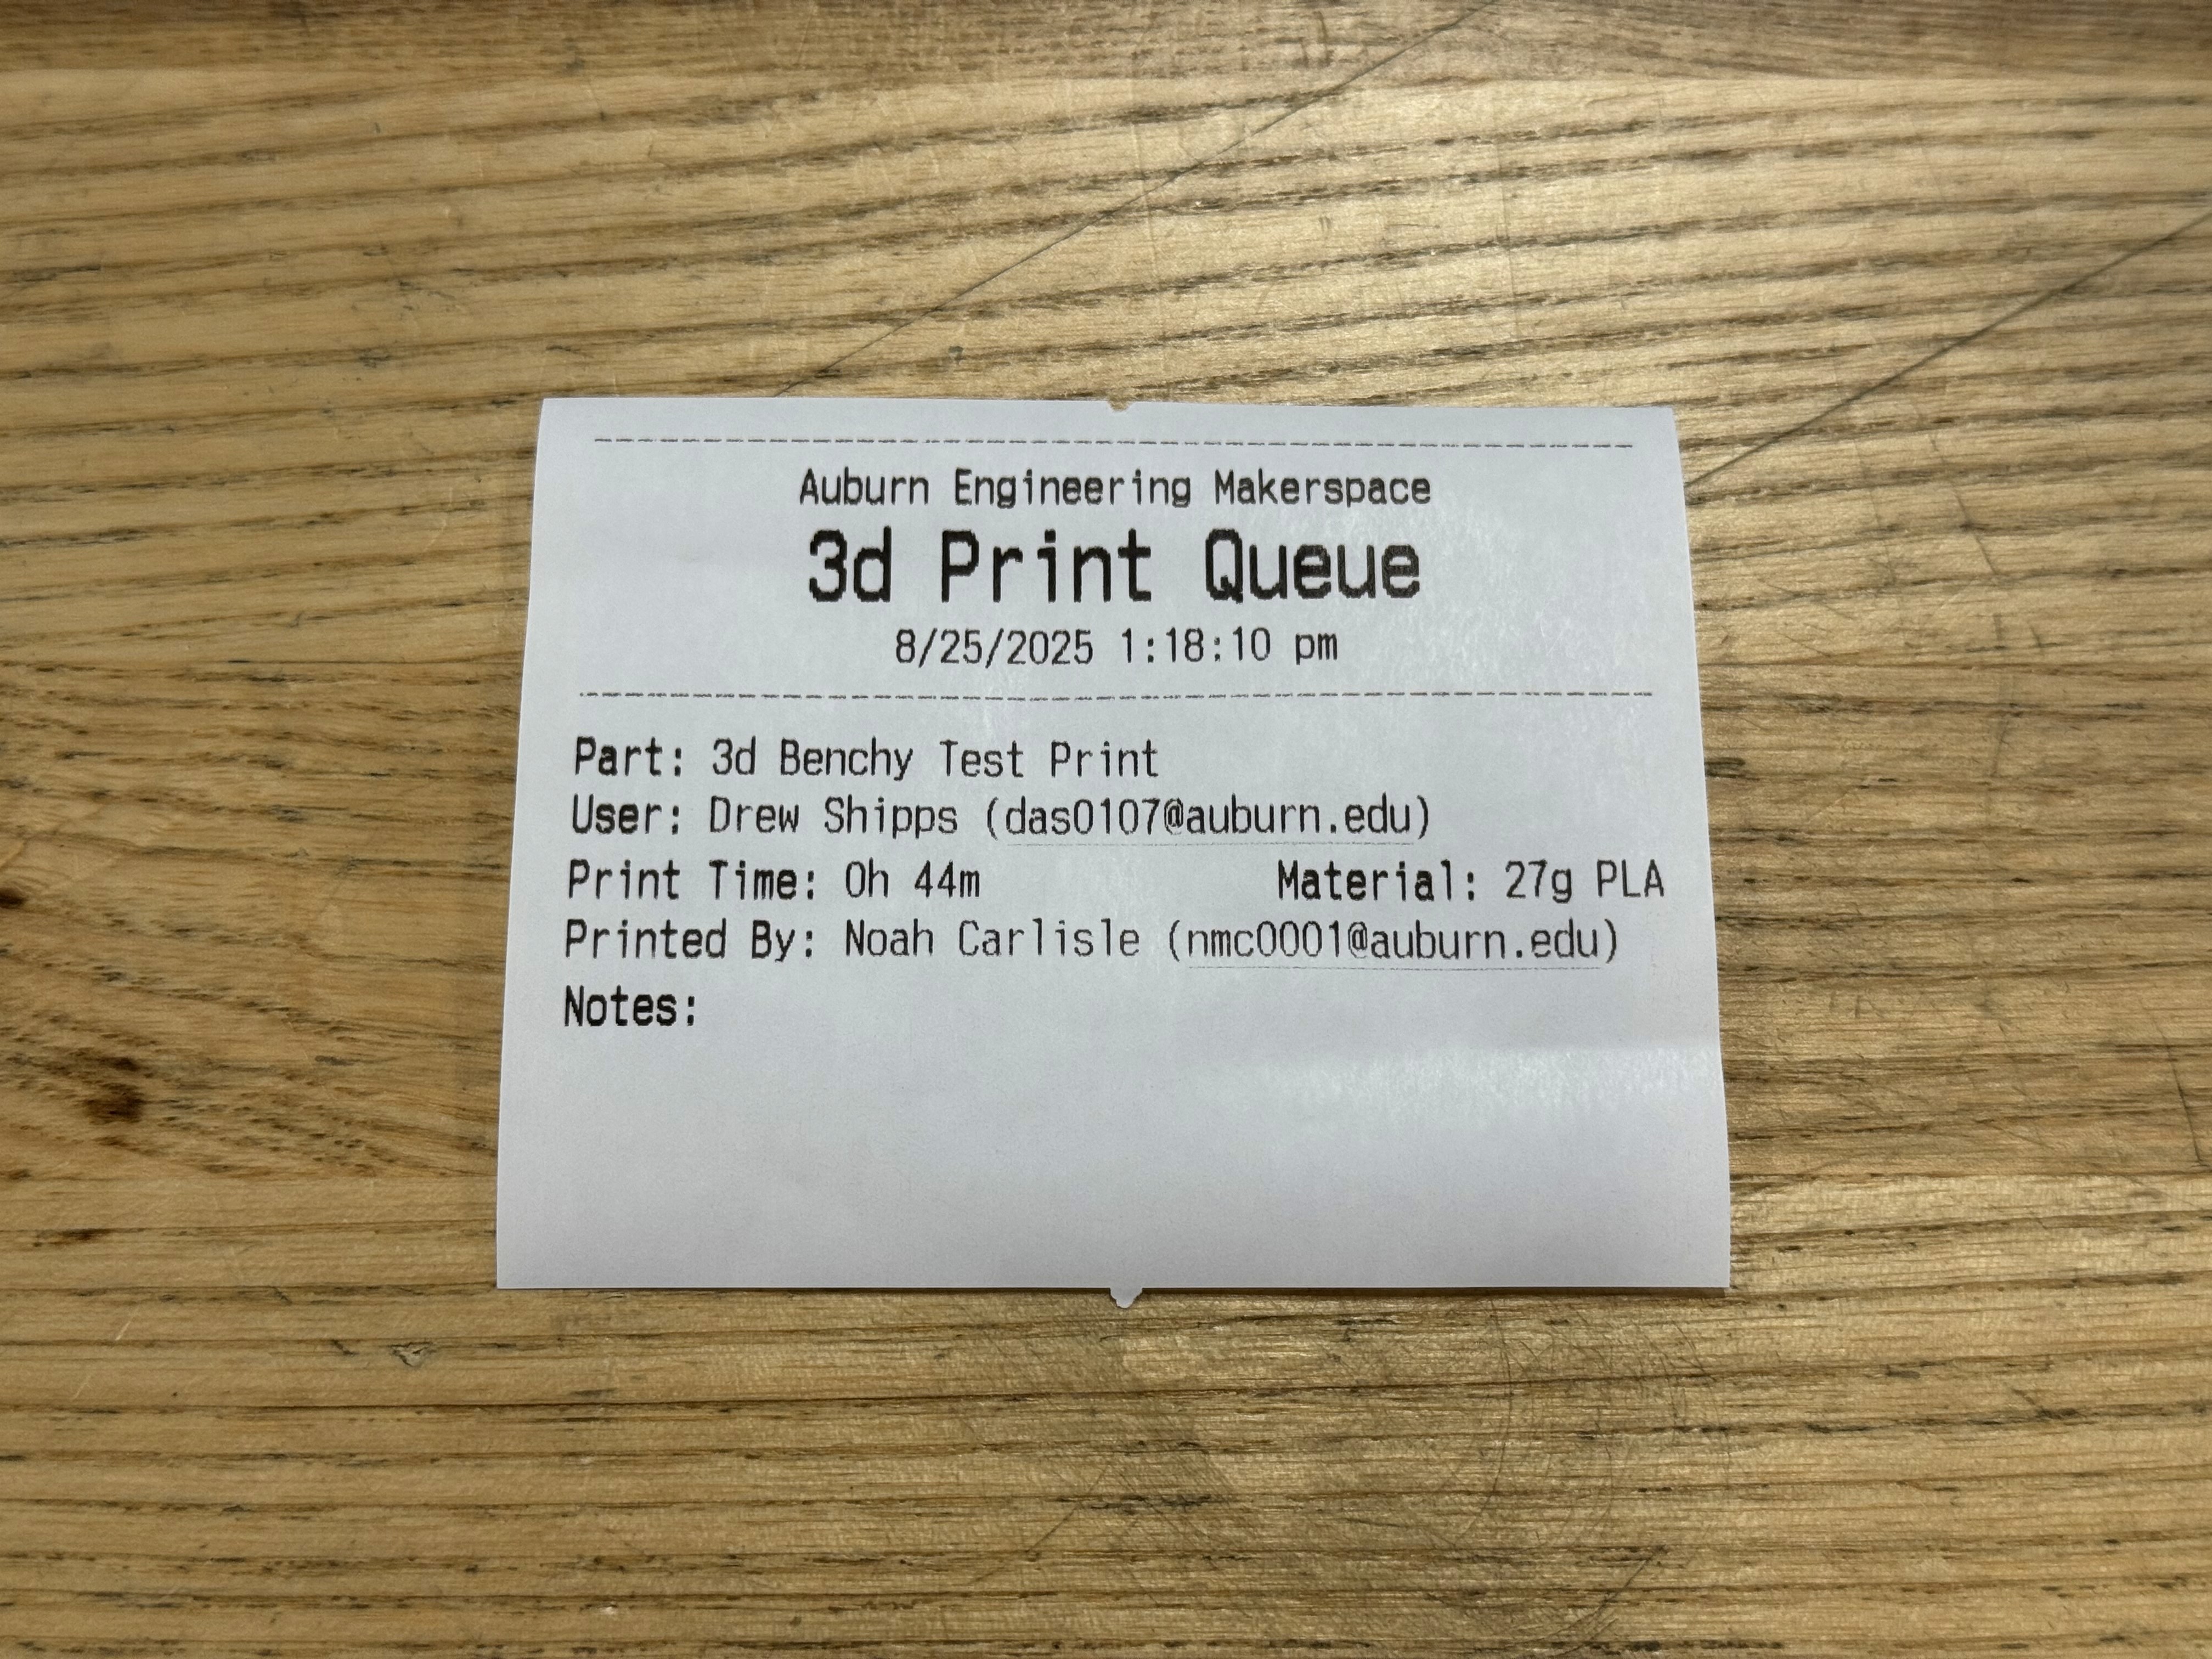 Auburn Engineering Makerspace
3d Print Queue
8/25/2025 1:18:10 pm
Part: 3d Benchy Test Print
User: Drew Shipps (das0107@auburn.edu)
Print Time: 0h 44m Material: 27g PLA
Printed By: Noah Carlisle (nmc0001@auburn.edu)
Notes: